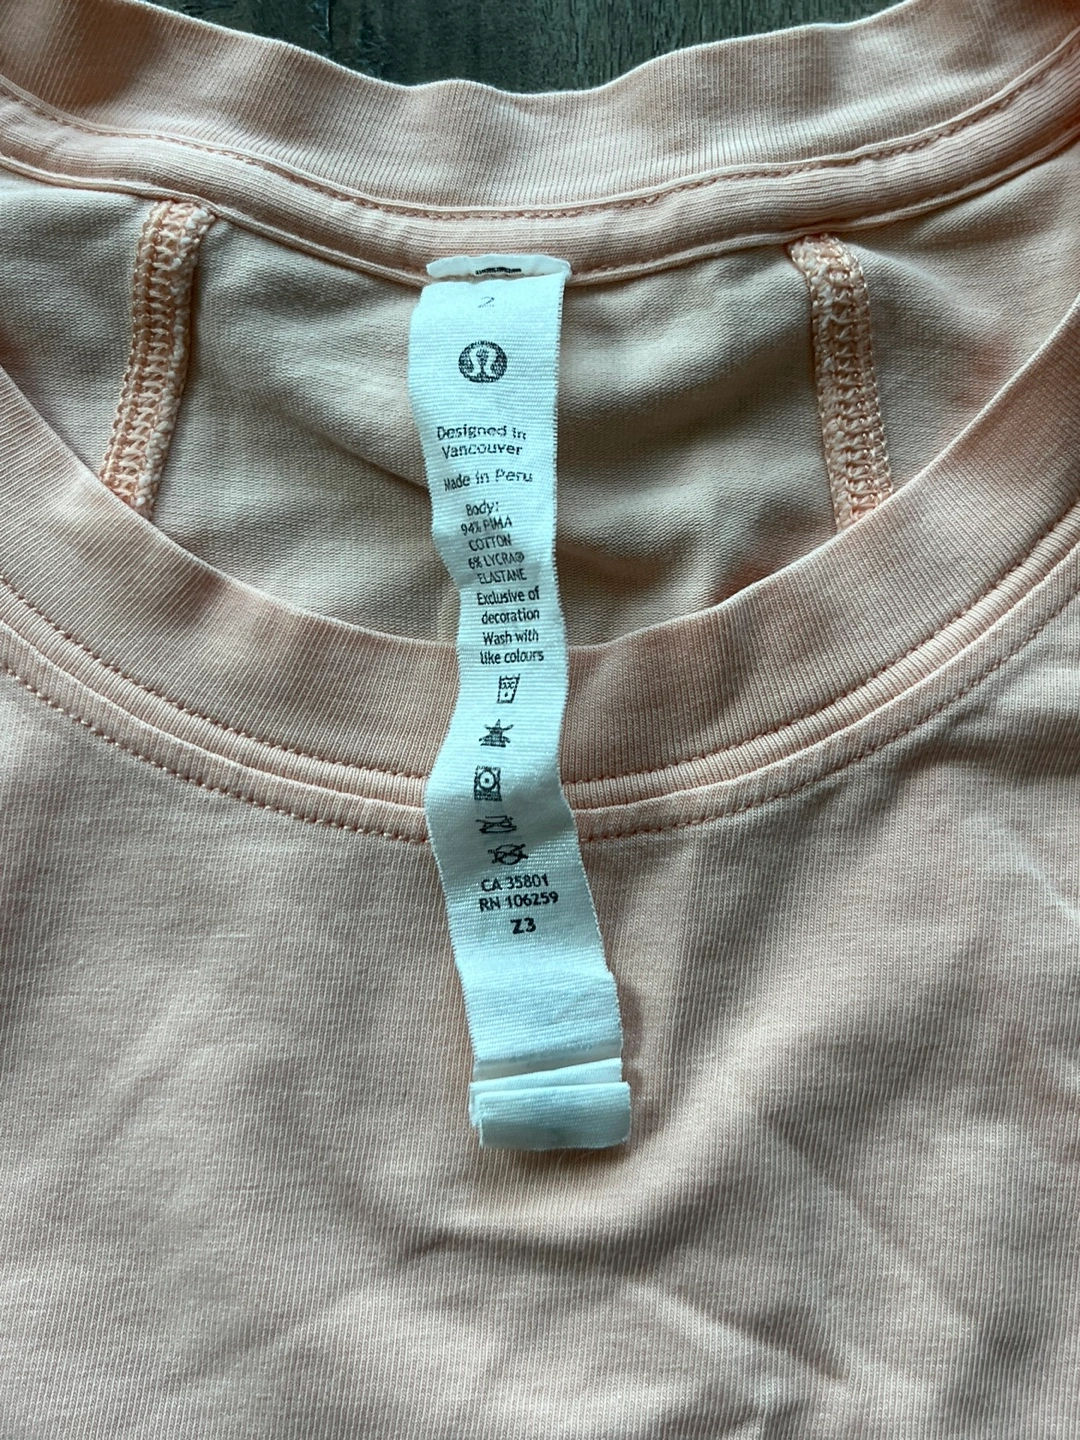 2
Designed in
Vancouver
Made in Peru
Body:
94% PIMA
COTTON
6% LYCRA®
ELASTANE
Exclusive of
decoration
Wash with
like colours
CA 35801
RN 106259
Z3